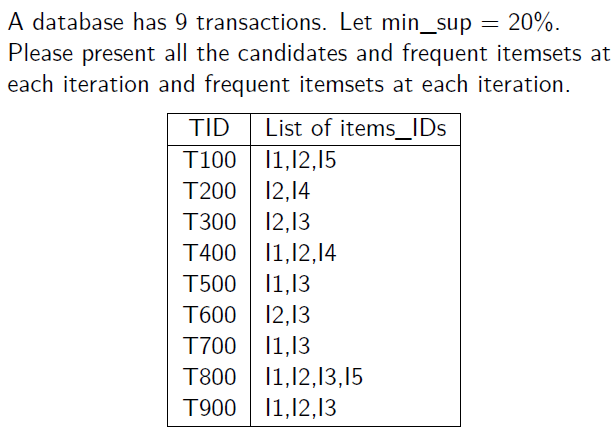 A database has 9 transactions. Let min_sup = 20%.
Please present all the candidates and frequent itemsets at
each iteration and frequent itemsets at each iteration.
TID List of items_IDs
T100 I1,I2,I5
T200 I2,I4
T300 I2,I3
T400 I1,I2,I4
T500 I1,I3
T600 I2,I3
T700 I1,I3
T800 I1,I2,I3,I5
T900 I1,I2,I3